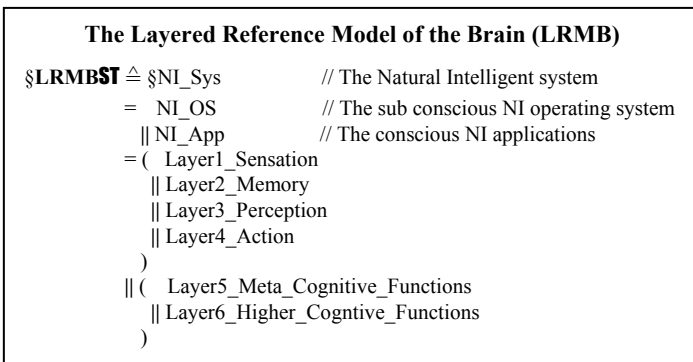 The Layered Reference Model of the Brain (LRMB)
§LRMBST ≙ §NI_Sys // The Natural Intelligent system
= NI_OS // The sub conscious NI operating system
|| NI_App // The conscious NI applications
= ( Layer1_Sensation
|| Layer2_Memory
|| Layer3_Perception
|| Layer4_Action
)
|| ( Layer5_Meta_Cognitive_Functions
|| Layer6_Higher_Cogntive_Functions
)